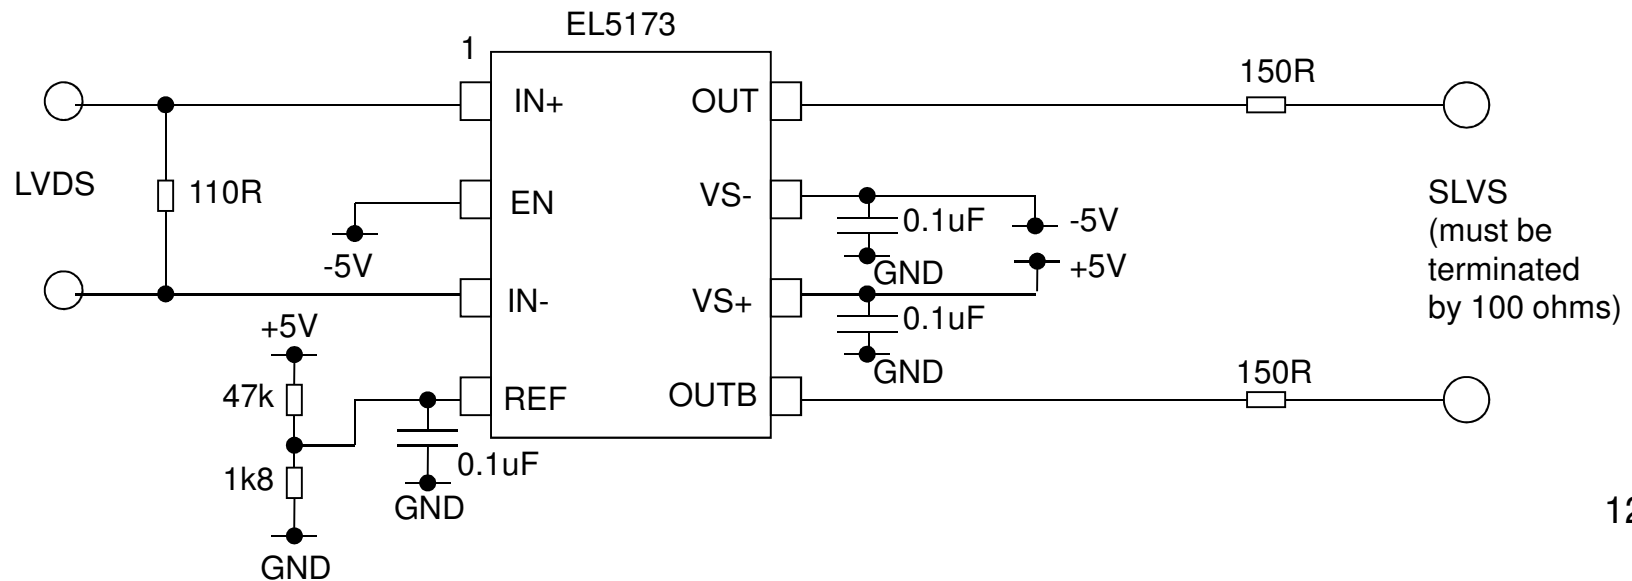 EL5173
1
150R
IN+
OUT
LVDS
110R
EN
VS-
0.1uF
-5V
SLVS
(must be
terminated
by 100 ohms)
-5V
GND
+5V
IN-
VS+
0.1uF
+5V
GND
150R
47k
REF
OUTB
1k8
0.1uF
GND
GND